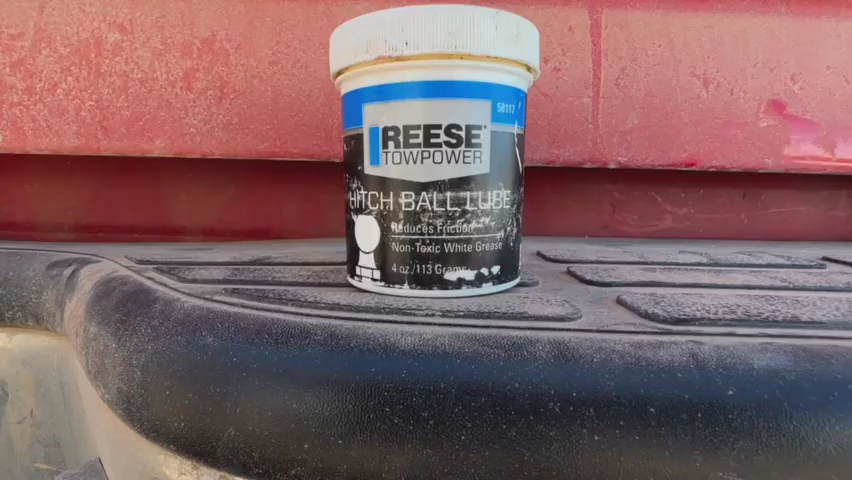 58117
REESE
TOWPOWER
HITCH BALL LUBE
Reduces Friction
Non-Toxic White Grease
4 oz./113 Grams